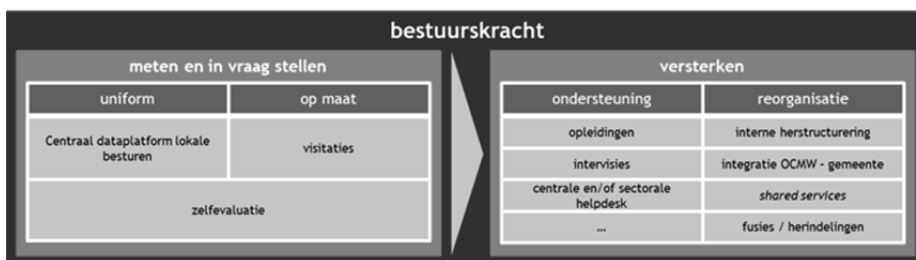 bestuurskracht
meten en in vraag stellen
uniform
op maat
Centraal dataplatform lokale
besturen
visitaties
zelfevaluatie
versterken
ondersteuning
reorganisatie
opleidingen
interne herstructurering
intervisies
integratie OCMW - gemeente
centrale en/of sectorale
helpdesk
shared services
...
fusies / herindelingen